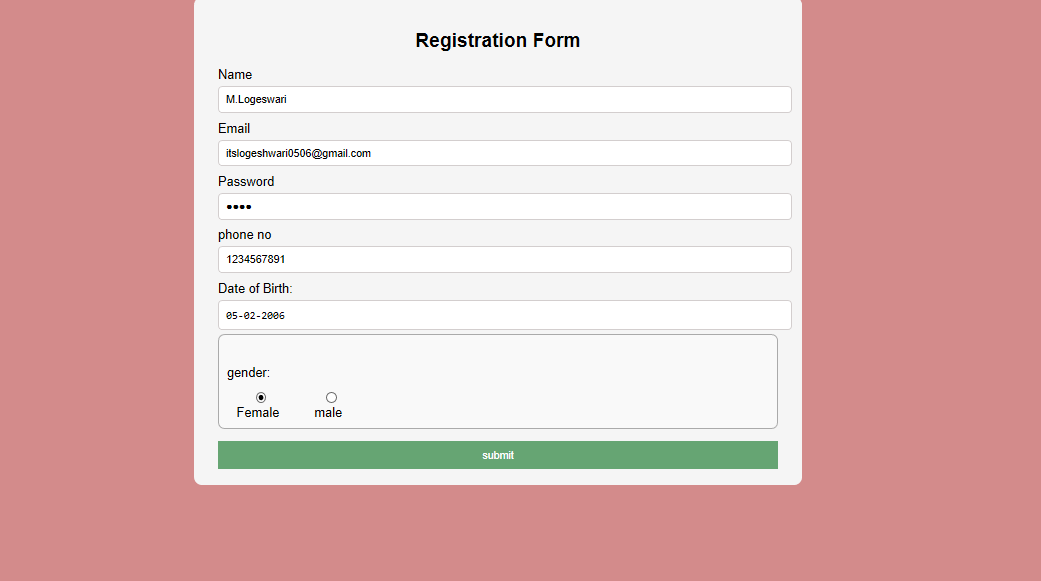 Registration Form
Name
M.Logeswari
Email
itslogeshwari0506@gmail.com
Password
••••
phone no
1234567891
Date of Birth:
05-02-2006
gender:
Female male
submit